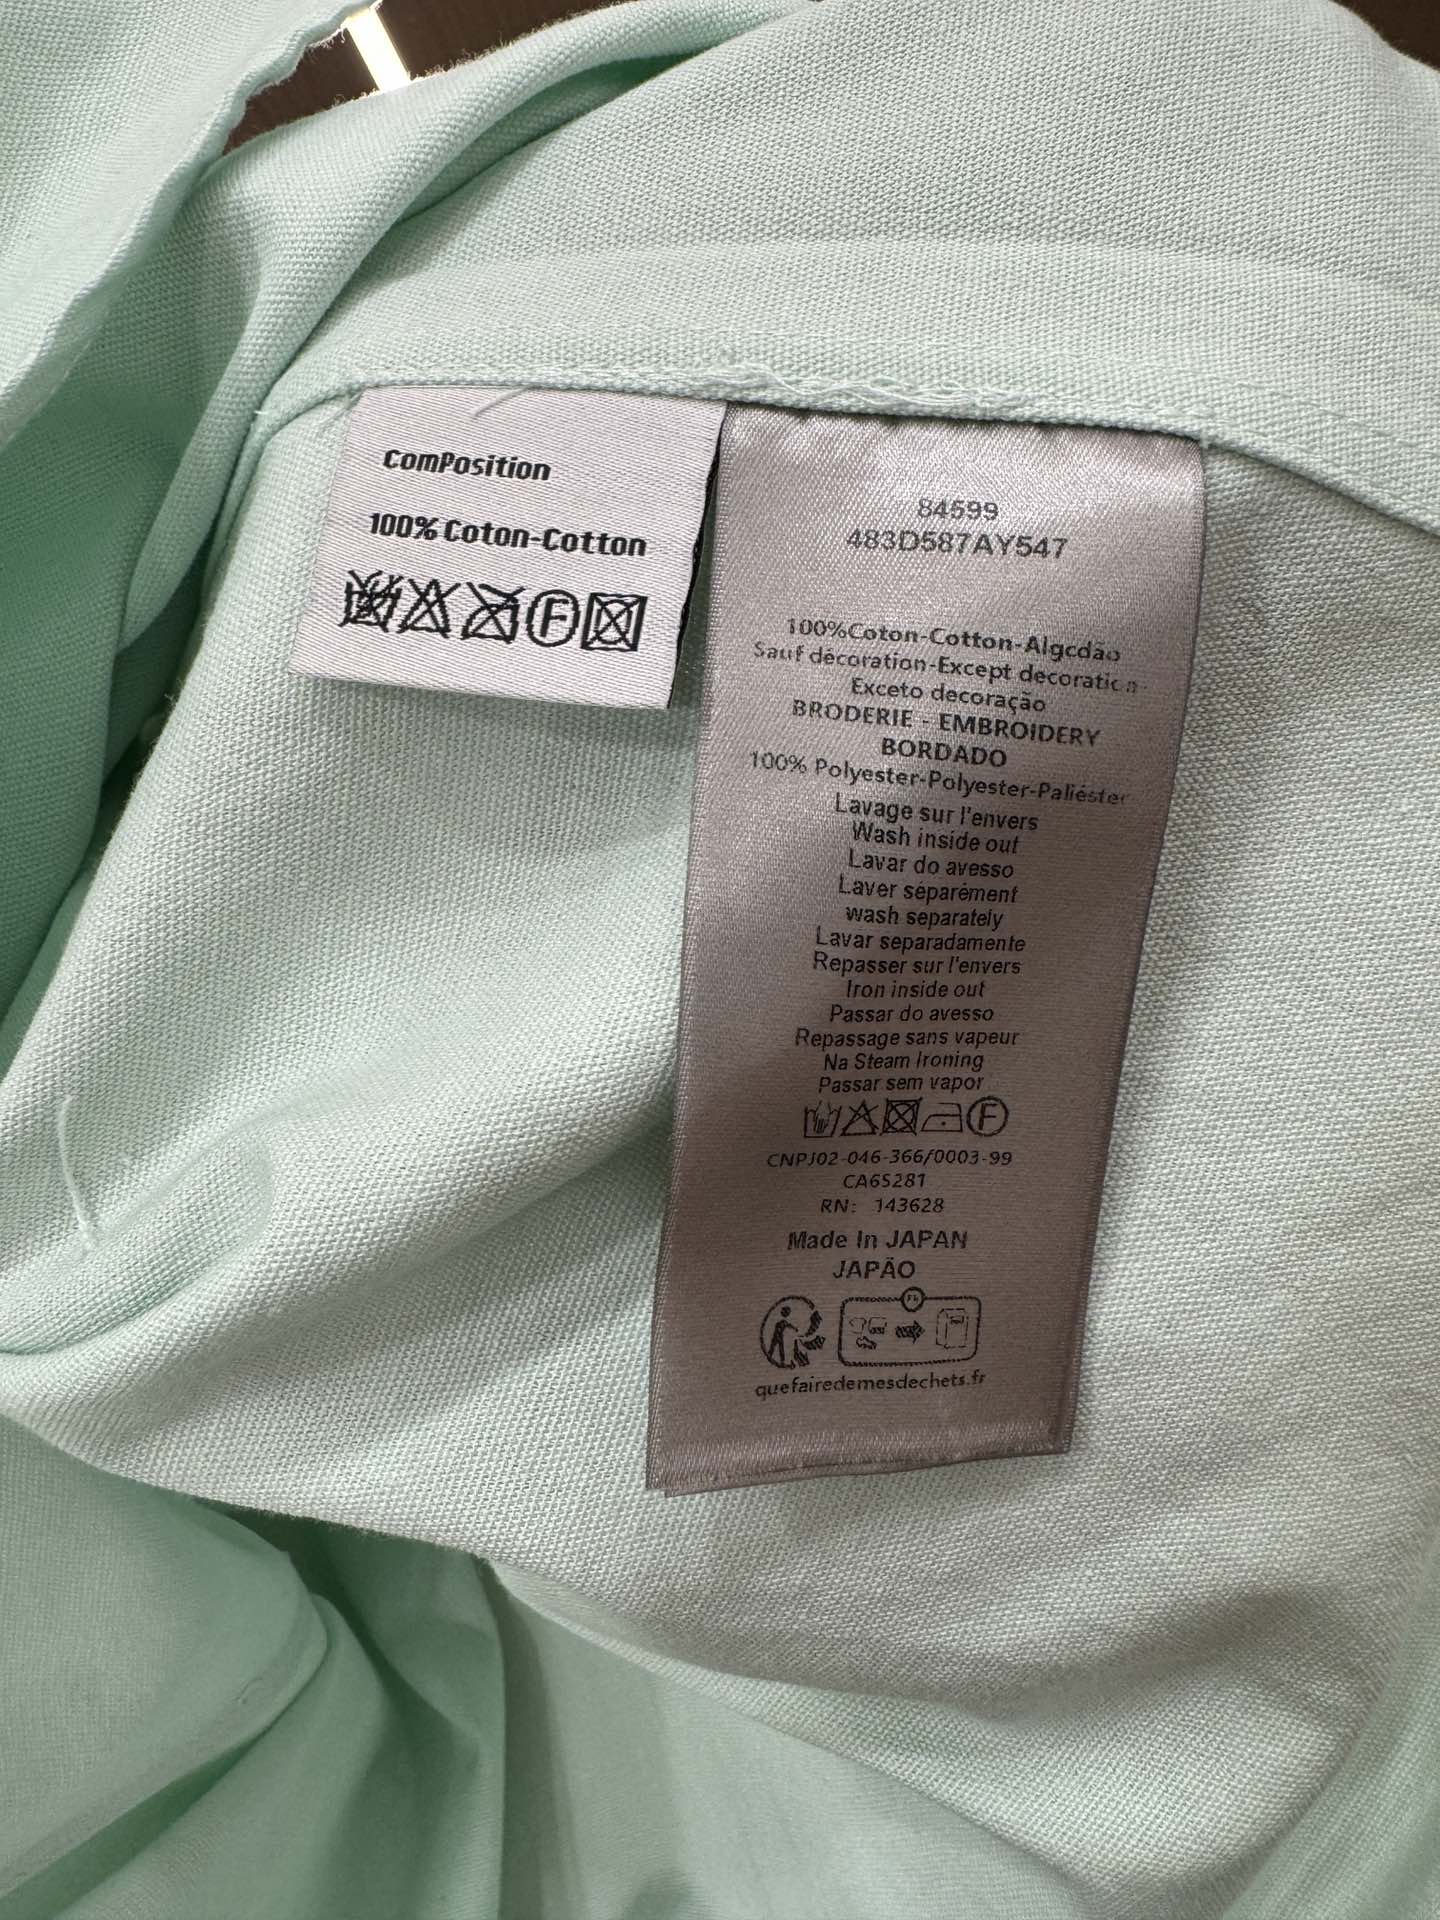 comPosition
100% Coton-Cotton
84599
483D587AY547
100%Coton-Cotton-Algcdão
Sauf décoration-Except decoration
Exceto decoração
BRODERIE - EMBROIDERY
BORDADO
100% Polyester-Polyester-Paliéster
Lavage sur l'envers
Wash inside out
Lavar do avesso
Laver séparément
wash separately
Lavar separadamente
Repasser sur l'envers
Iron inside out
Passar do avesso
Repassage sans vapeur
Na Steam Ironing
Passar sem vapor
F
F
CNPJ02-046-366/0003-99
CA65281
RN: 143628
Made In JAPAN
JAPÃO
quefairedemesdechets.fr